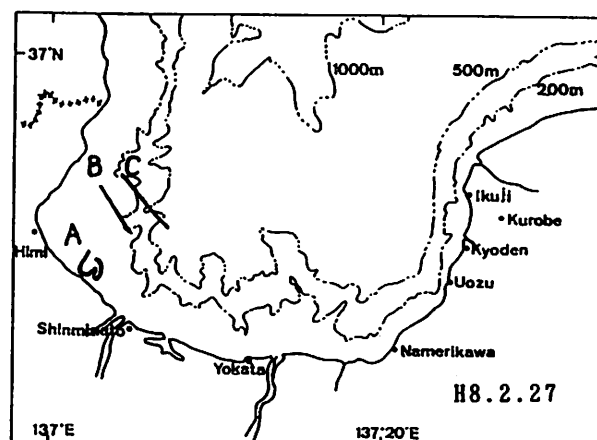 37°N
1000m
500m
200m
B
C
Ikuji
Kurobe
A
Himi
Kyoden
Uozu
Shinminato
Yokata
Namerikawa
H8.2.27
137°E
137°20'E